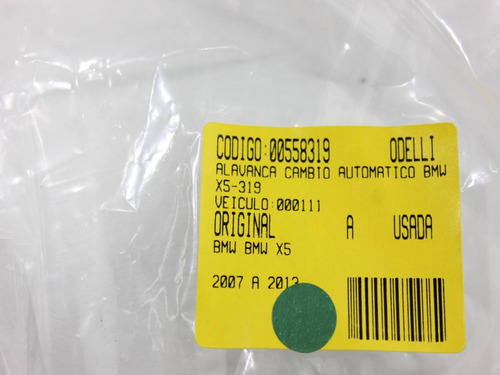 CODIGO:00558319 ODELLI
ALAVANCA CAMBIO AUTOMATICO BMW
X5-319
VEICULO:000111
ORIGINAL A USADA
BMW BMW X5
2007 A 2013